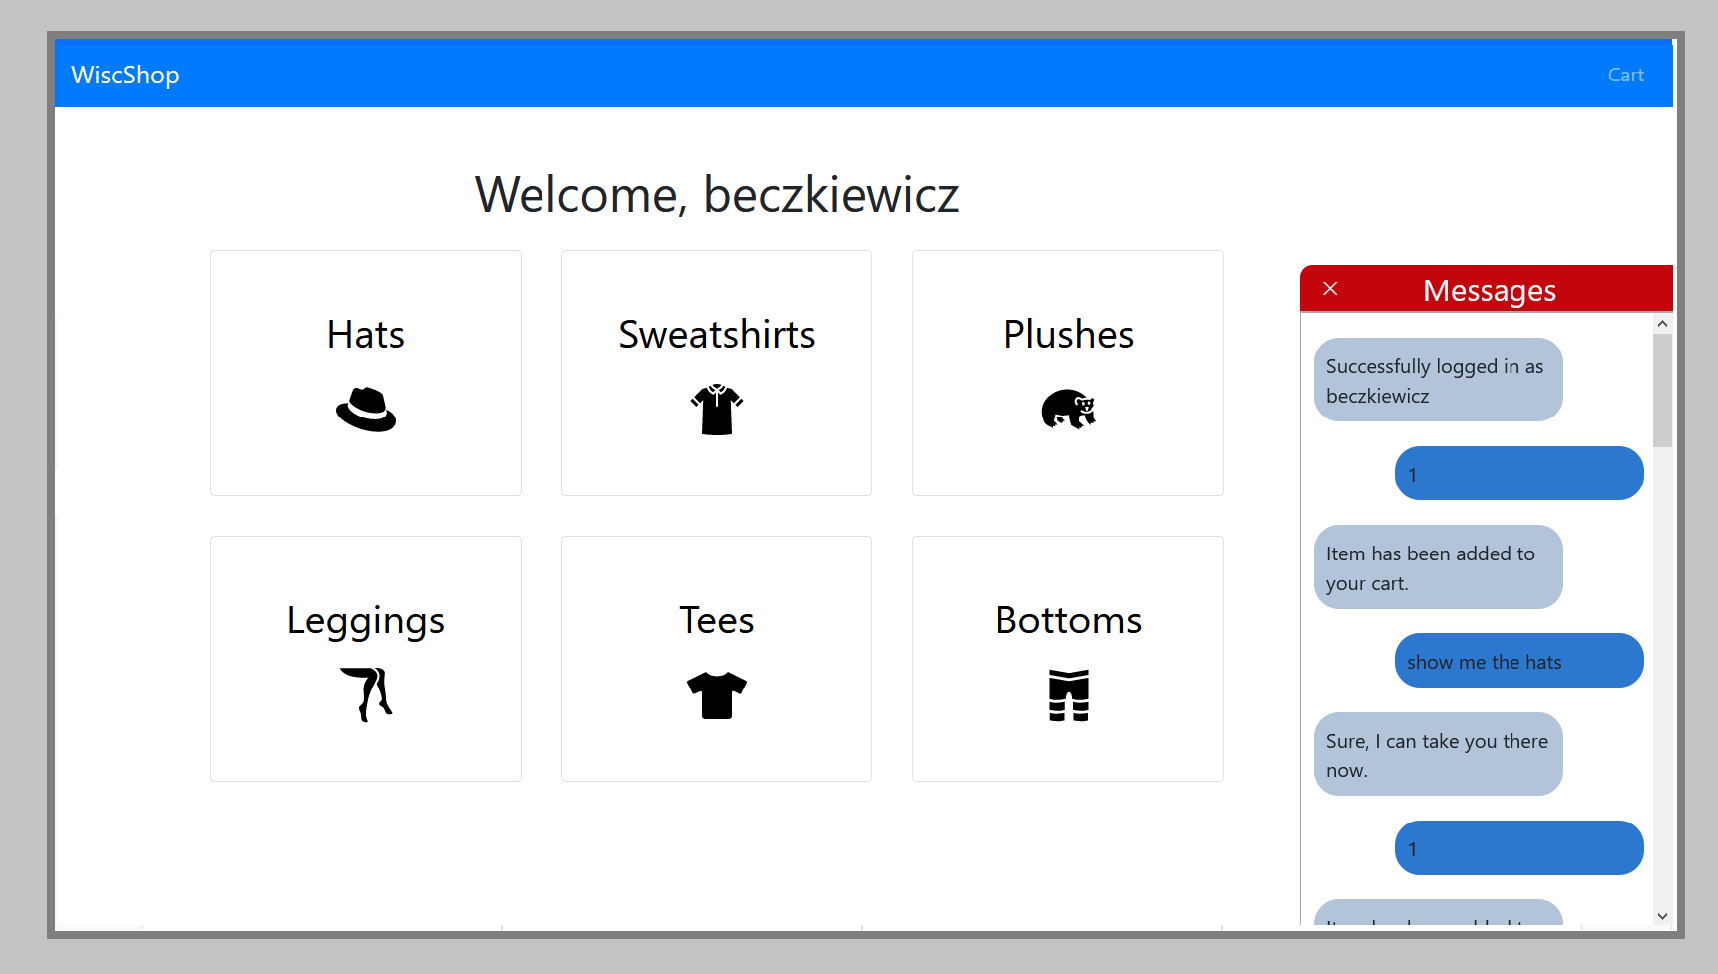 WiscShop
Cart
Welcome, beczkiewicz
Hats
Sweatshirts
Plushes
Leggings
Tees
Bottoms
Messages
Successfully logged in as
beczkiewicz
1
Item has been added to
your cart.
show me the hats
Sure, I can take you there
now.
1